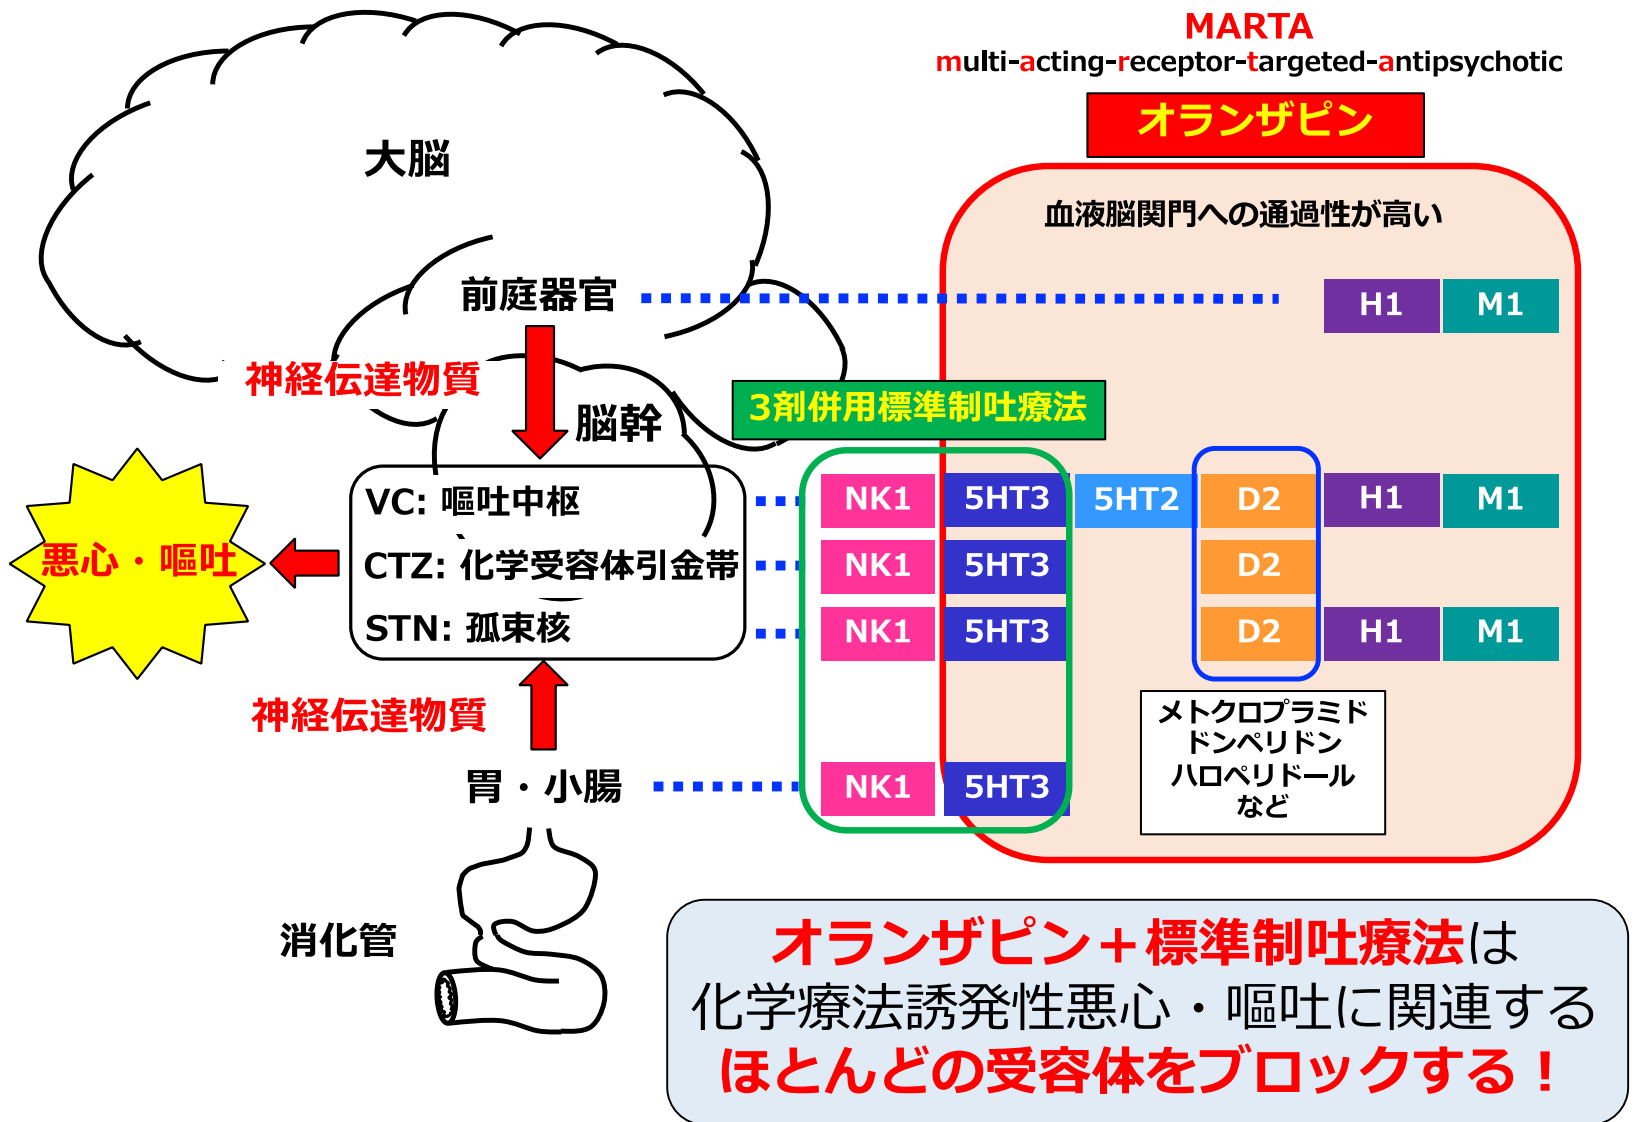 MARTA
multi-acting-receptor-targeted-antipsychotic
オランザピン
大脳
血液脳関門への通過性が高い
前庭器官
H1 M1
神経伝達物質
3剤併用標準制吐療法
脳幹
VC: 嘔吐中枢
NK1 5HT3 5HT2 D2 H1 M1
悪心・嘔吐
CTZ: 化学受容体引金帯
NK1 5HT3 D2
STN: 孤束核
NK1 5HT3 D2 H1 M1
神経伝達物質
メトクロプラミド
ドンペリドン
ハロペリドール
など
胃・小腸
NK1 5HT3
消化管
オランザピン＋標準制吐療法は
化学療法誘発性悪心・嘔吐に関連する
ほとんどの受容体をブロックする！